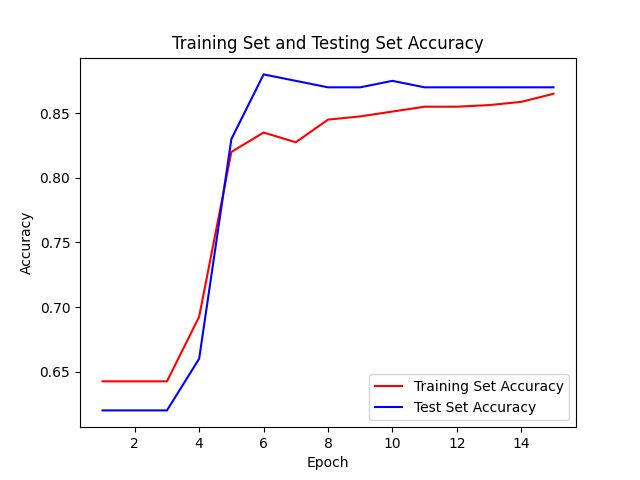 Training Set and Testing Set Accuracy
Accuracy
0.85
0.80
0.75
0.70
0.65
Training Set Accuracy
Test Set Accuracy
2 4 6 8 10 12 14
Epoch